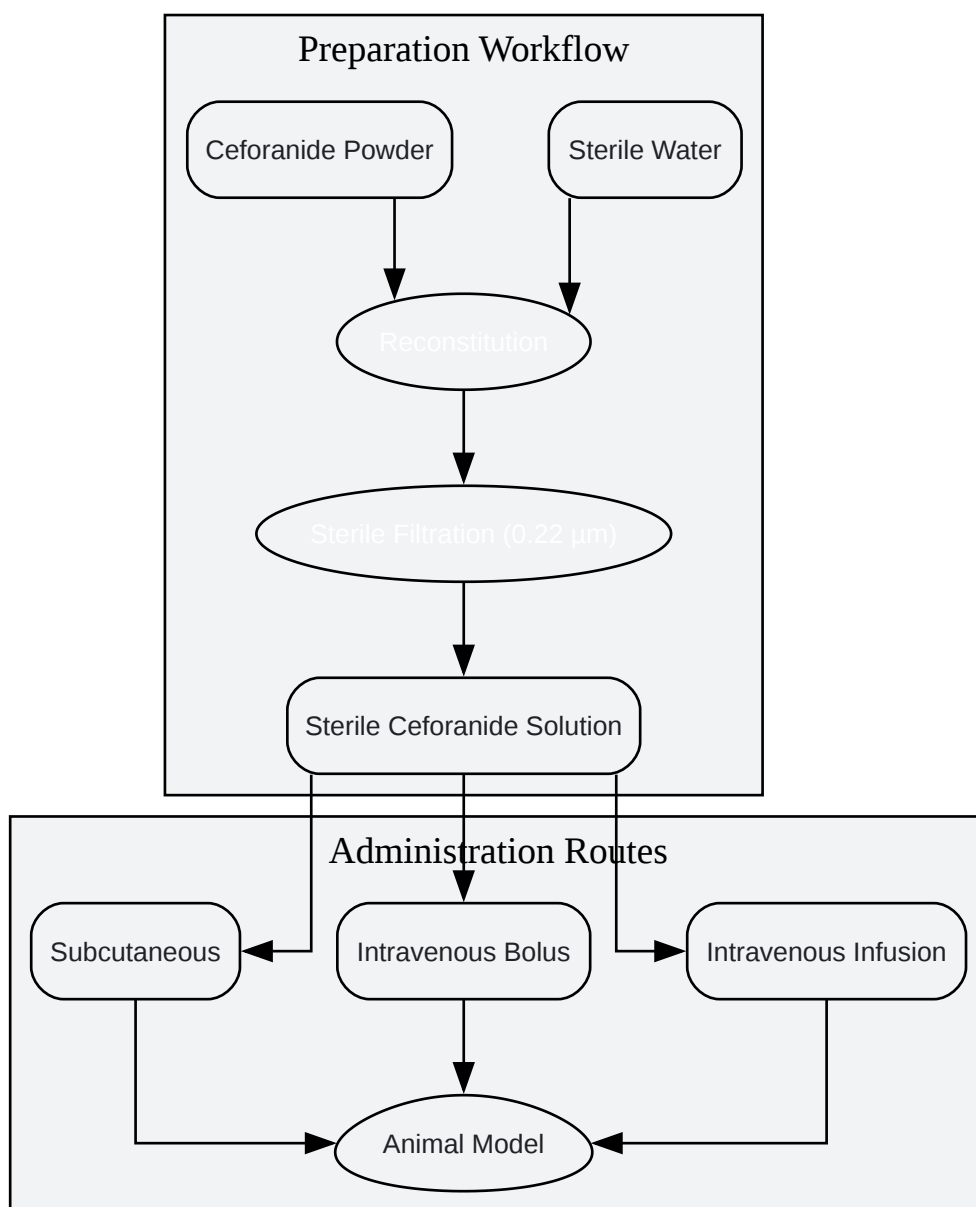 Preparation Workflow
Ceforanide Powder
Sterile Water
Reconstitution
Sterile Filtration (0.22 µm)
Sterile Ceforanide Solution
Administration Routes
Subcutaneous
Intravenous Bolus
Intravenous Infusion
Animal Model